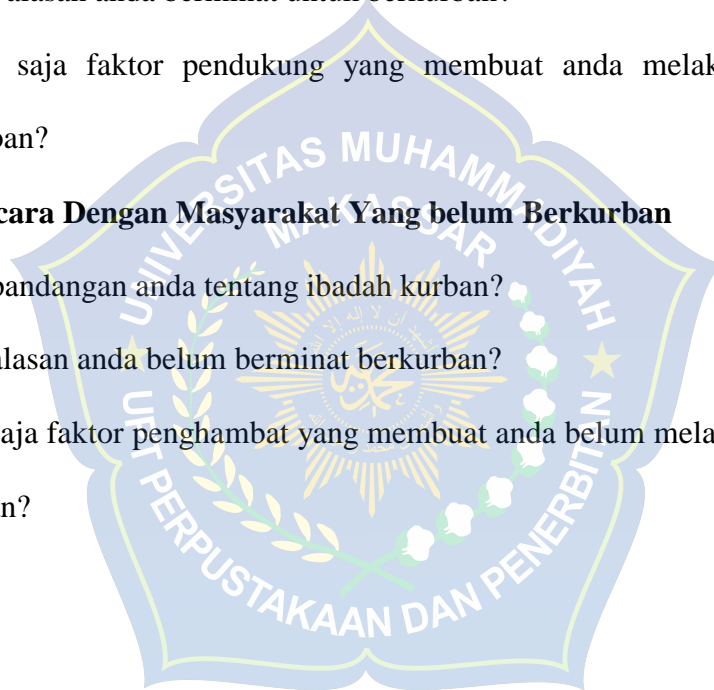 alasan anda berminat untuk berkurban?
saja faktor pendukung yang membuat anda melak
an?
cara Dengan Masyarakat Yang belum Berkurban
pandangan anda tentang ibadah kurban?
alasan anda belum berminat berkurban?
aja faktor penghambat yang membuat anda belum mela
n?
UNIVERSITAS MUHAMMADIYAH
MAKASSAR
UPT PERPUSTAKAAN DAN PENERBITAN